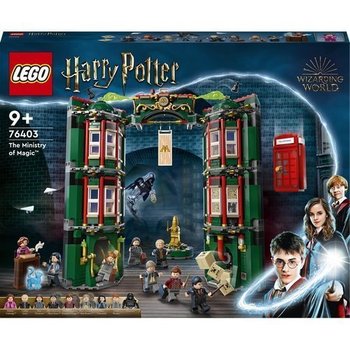 LEGO
Harry Potter
WIZARDING
WORLD
9+
76403
The Ministry
of Magic™